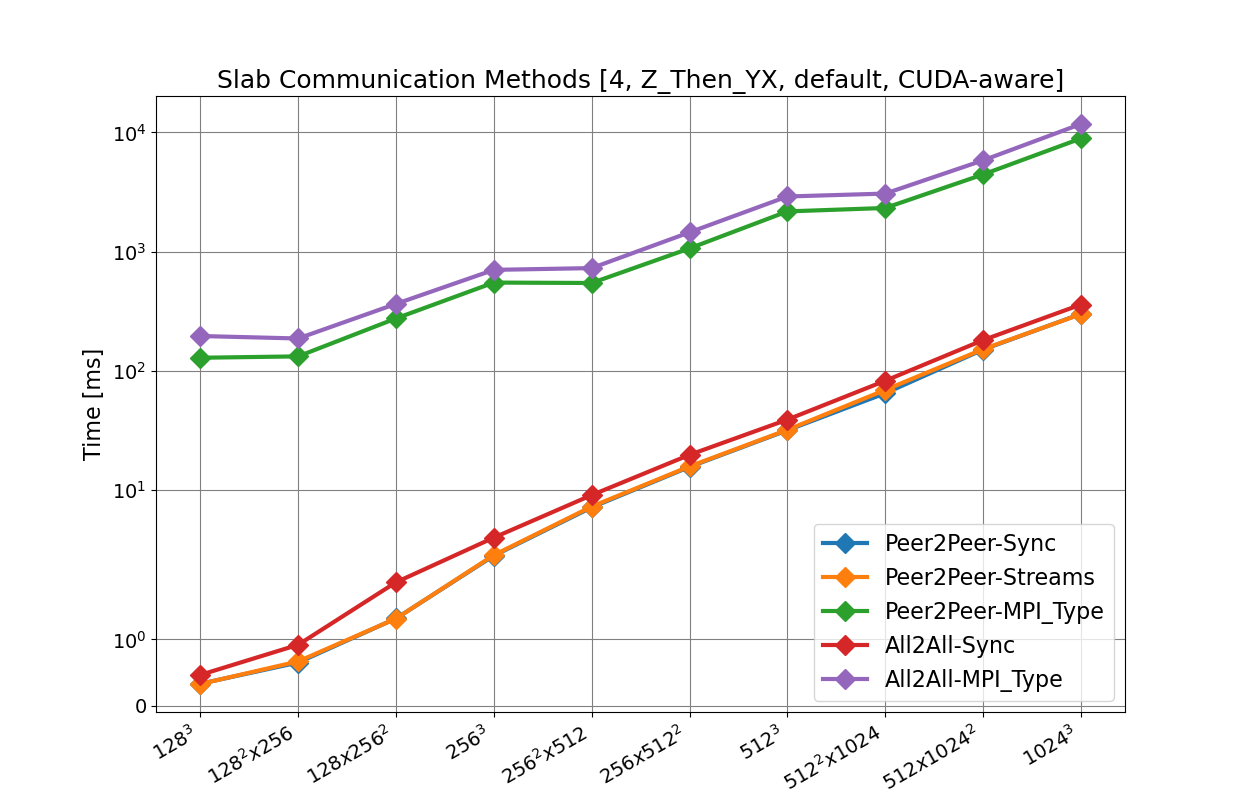 Slab Communication Methods [4, Z_Then_YX, default, CUDA-aware]
Time [ms]
10⁴
10³
10²
10¹
10⁰
0
Peer2Peer-Sync
Peer2Peer-Streams
Peer2Peer-MPI_Type
All2All-Sync
All2All-MPI_Type
128³
128²x256
128x256²
256³
256²x512
256x512²
512³
512²x1024
512x1024²
1024³